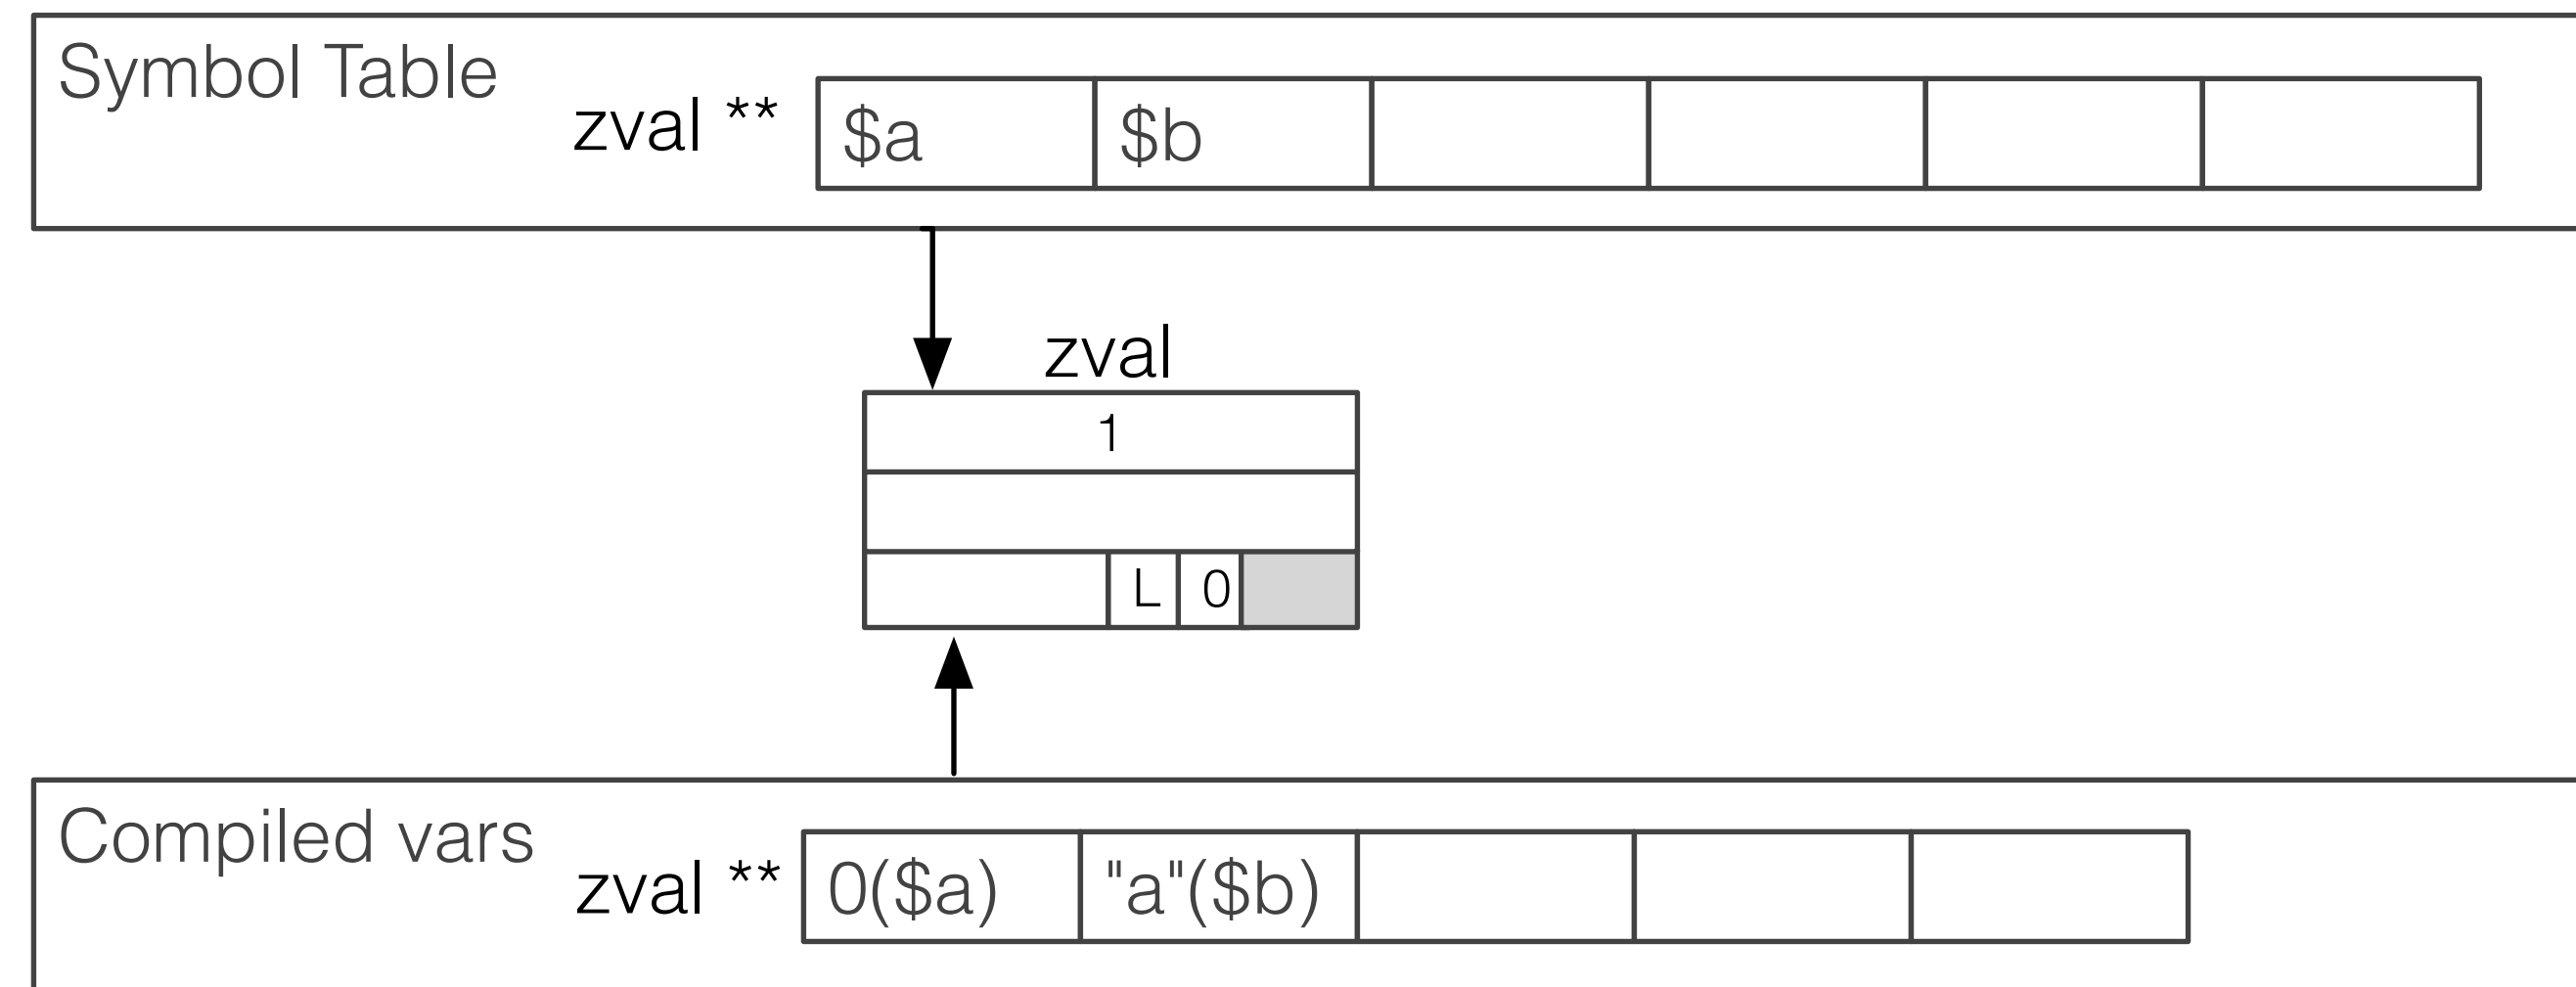 Symbol Table
zval ** $a $b
zval
1
L 0
Compiled vars
zval ** 0($a) "a"($b)